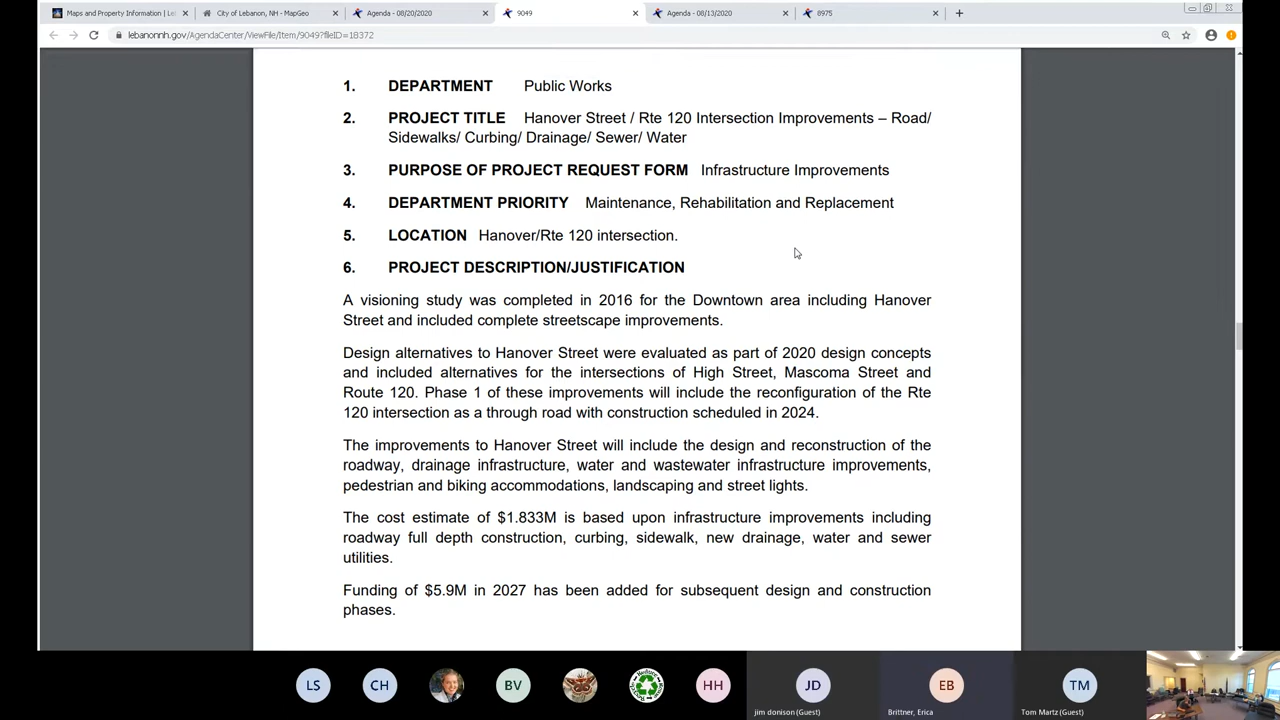 Maps and Property Information | Le
City of Lebanon, NH - MapGeo
Agenda - 08/20/2020
9049
Agenda - 08/13/2020
8975
lebanonnh.gov/AgendaCenter/ViewFile/Item/9049?fileID=18372
1. DEPARTMENT Public Works
2. PROJECT TITLE Hanover Street / Rte 120 Intersection Improvements – Road/
Sidewalks/ Curbing/ Drainage/ Sewer/ Water
3. PURPOSE OF PROJECT REQUEST FORM Infrastructure Improvements
4. DEPARTMENT PRIORITY Maintenance, Rehabilitation and Replacement
5. LOCATION Hanover/Rte 120 intersection.
6. PROJECT DESCRIPTION/JUSTIFICATION
A visioning study was completed in 2016 for the Downtown area including Hanover
Street and included complete streetscape improvements.
Design alternatives to Hanover Street were evaluated as part of 2020 design concepts
and included alternatives for the intersections of High Street, Mascoma Street and
Route 120. Phase 1 of these improvements will include the reconfiguration of the Rte
120 intersection as a through road with construction scheduled in 2024.
The improvements to Hanover Street will include the design and reconstruction of the
roadway, drainage infrastructure, water and wastewater infrastructure improvements,
pedestrian and biking accommodations, landscaping and street lights.
The cost estimate of $1.833M is based upon infrastructure improvements including
roadway full depth construction, curbing, sidewalk, new drainage, water and sewer
utilities.
Funding of $5.9M in 2027 has been added for subsequent design and construction
phases.
LS
CH
BV
HH
JD
EB
TM
jim donison (Guest)
Brittner, Erica
Tom Martz (Guest)